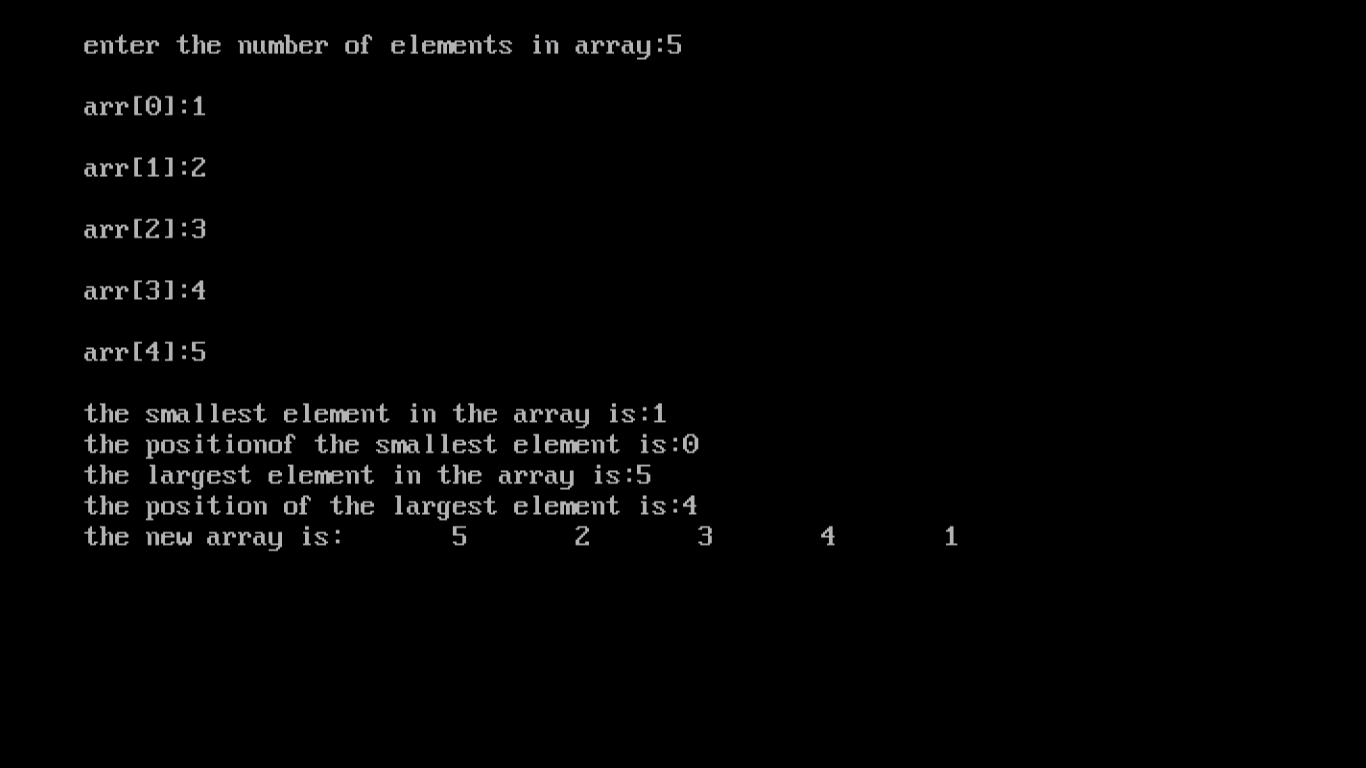 enter the number of elements in array:5
arr[0]:1
arr[1]:2
arr[2]:3
arr[3]:4
arr[4]:5
the smallest element in the array is:1
the positionof the smallest element is:0
the largest element in the array is:5
the position of the largest element is:4
the new array is: 5 2 3 4 1